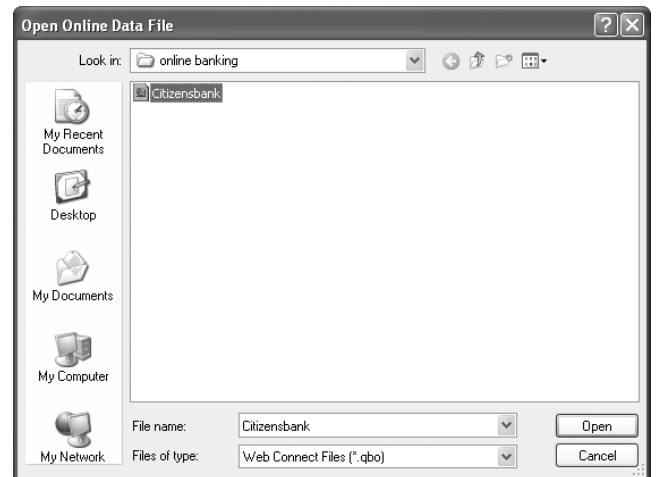 Open Online Data File
Look in: online banking
Citizensbank
My Recent
Documents
Desktop
My Documents
My Computer
My Network
File name: Citizensbank Open
Files of type: Web Connect Files (*.qbo) Cancel